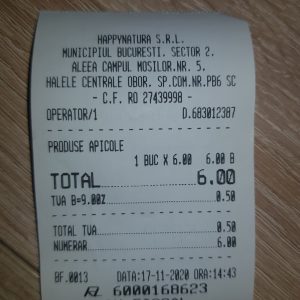 HAPPYNATURA S.R.L.
MUNICIPIUL BUCURESTI. SECTOR 2.
ALEEA CAMPUL MOSILOR.NR. 5.
HALELE CENTRALE OBOR. SP.COM.NR.PB6 SC
- C.F. RO 27439998 -
OPERATOR/1 D.683012387
PRODUSE APICOLE
1 BUC X 6.00 6.00 B
TOTAL 6.00
TVA B=9.00% 0.50
TOTAL TVA 0.50
NUMERAR 6.00
BF.0013 DATA:17-11-2020 ORA:14:43
6000168623